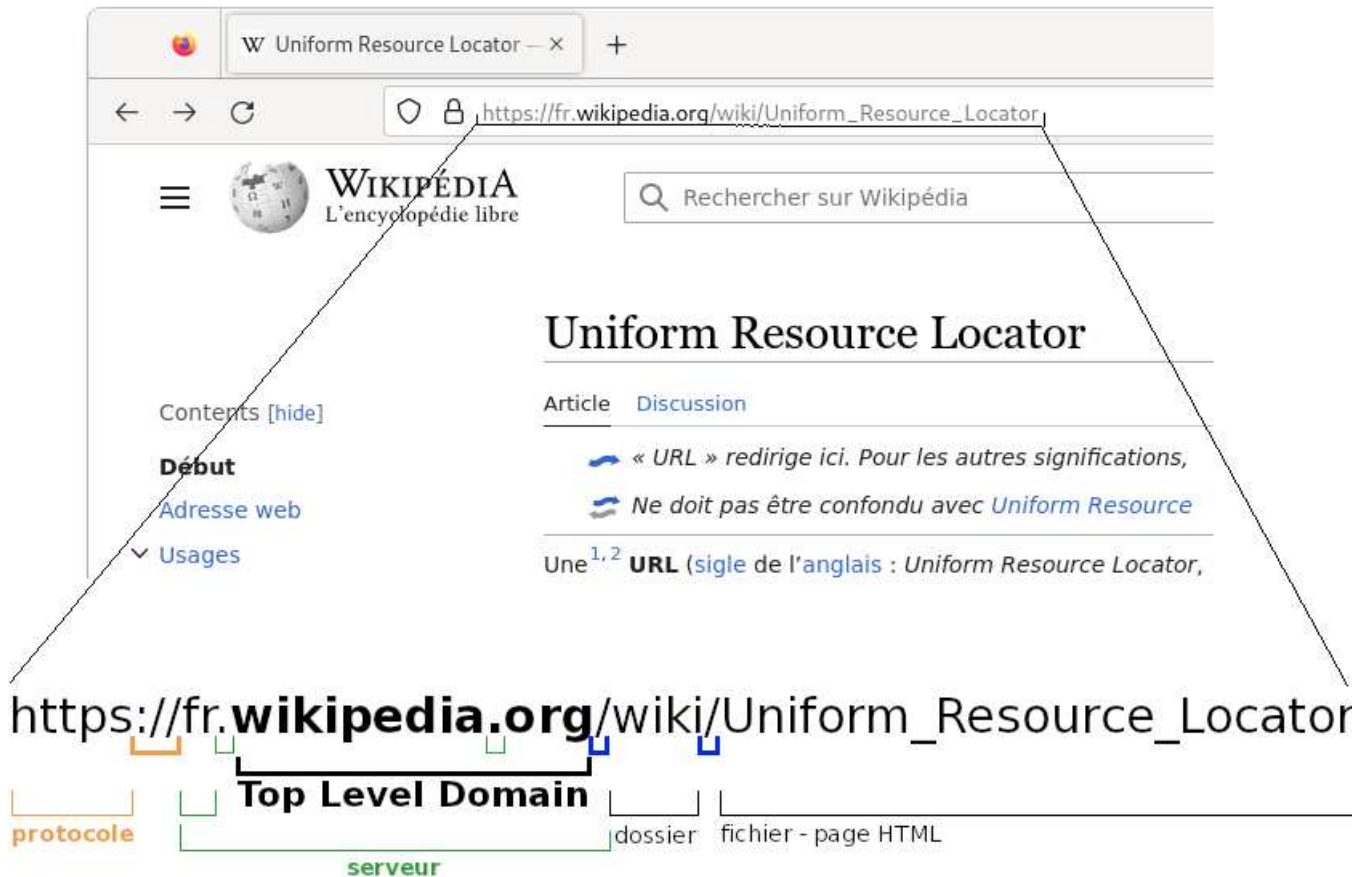 W Uniform Resource Locator — × +
https://fr.wikipedia.org/wiki/Uniform_Resource_Locator
WIKIPÉDIA
L'encyclopédie libre
Rechercher sur Wikipédia
Uniform Resource Locator
Contents [hide]
Article Discussion
Début
« URL » redirige ici. Pour les autres significations,
Adresse web
Ne doit pas être confondu avec Uniform Resource
Usages
Une 1, 2 URL (sigle de l'anglais : Uniform Resource Locator,
https://fr.wikipedia.org/wiki/Uniform_Resource_Locator
Top Level Domain
protocole
dossier
fichier - page HTML
serveur